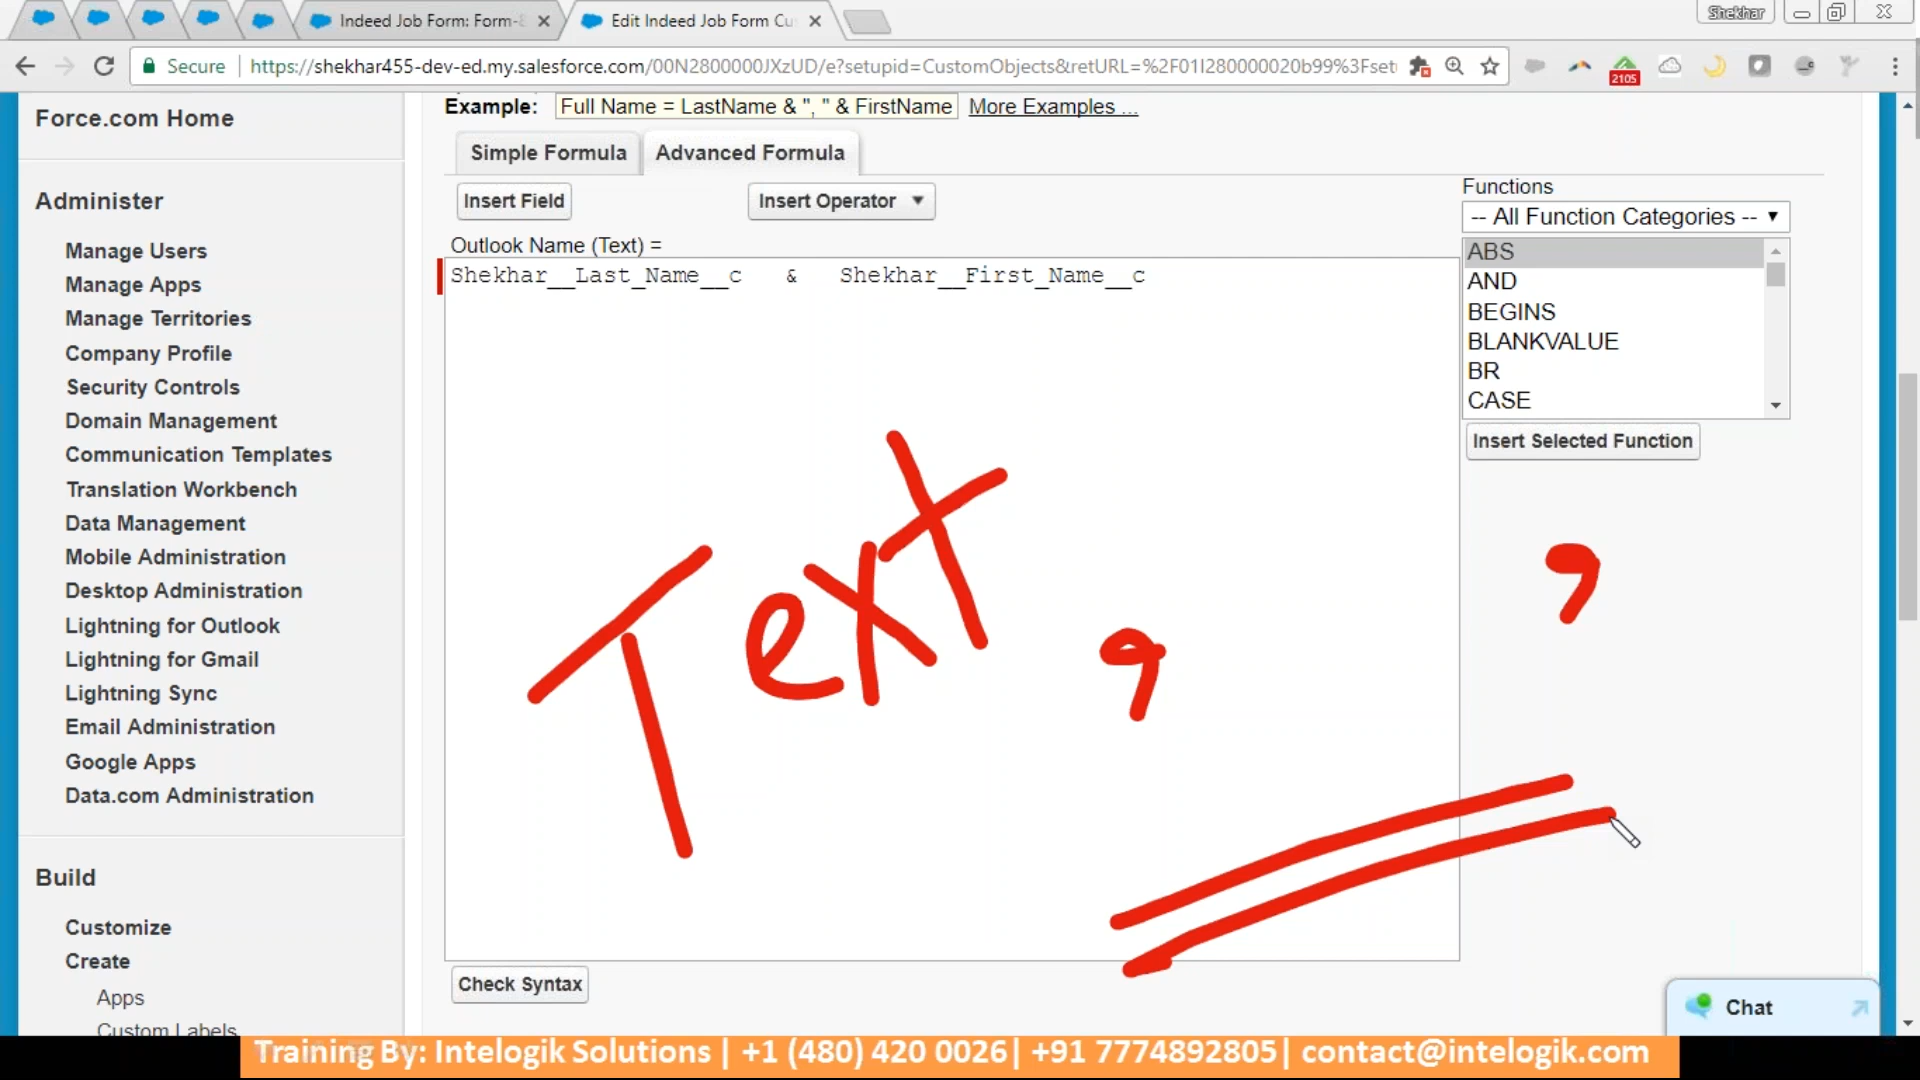 Indeed Job Form: Form-
Edit Indeed Job Form Cu
Shekhar
Secure
https://shekhar455-dev-ed.my.salesforce.com/00N2800000JXzUD/e?setupid=CustomObjects&retURL=%2F01I280000020b99%3Fset
2105
Force.com Home
Example: Full Name = LastName & ", " & FirstName More Examples ...
Simple Formula
Advanced Formula
Administer
Functions
Insert Field
Insert Operator
-- All Function Categories --
Outlook Name (Text) =
Shekhar__Last_Name__c & Shekhar__First_Name__c
ABS
AND
BEGINS
BLANKVALUE
BR
CASE
Insert Selected Function
Manage Users
Manage Apps
Manage Territories
Company Profile
Security Controls
Domain Management
Communication Templates
Translation Workbench
Data Management
Mobile Administration
Desktop Administration
Lightning for Outlook
Lightning for Gmail
Lightning Sync
Email Administration
Google Apps
Data.com Administration
Text , ,
Build
Customize
Create
Apps
Custom Labels
Check Syntax
Chat
Training By: Intelogik Solutions | +1 (480) 420 0026| +91 7774892805| contact@intelogik.com